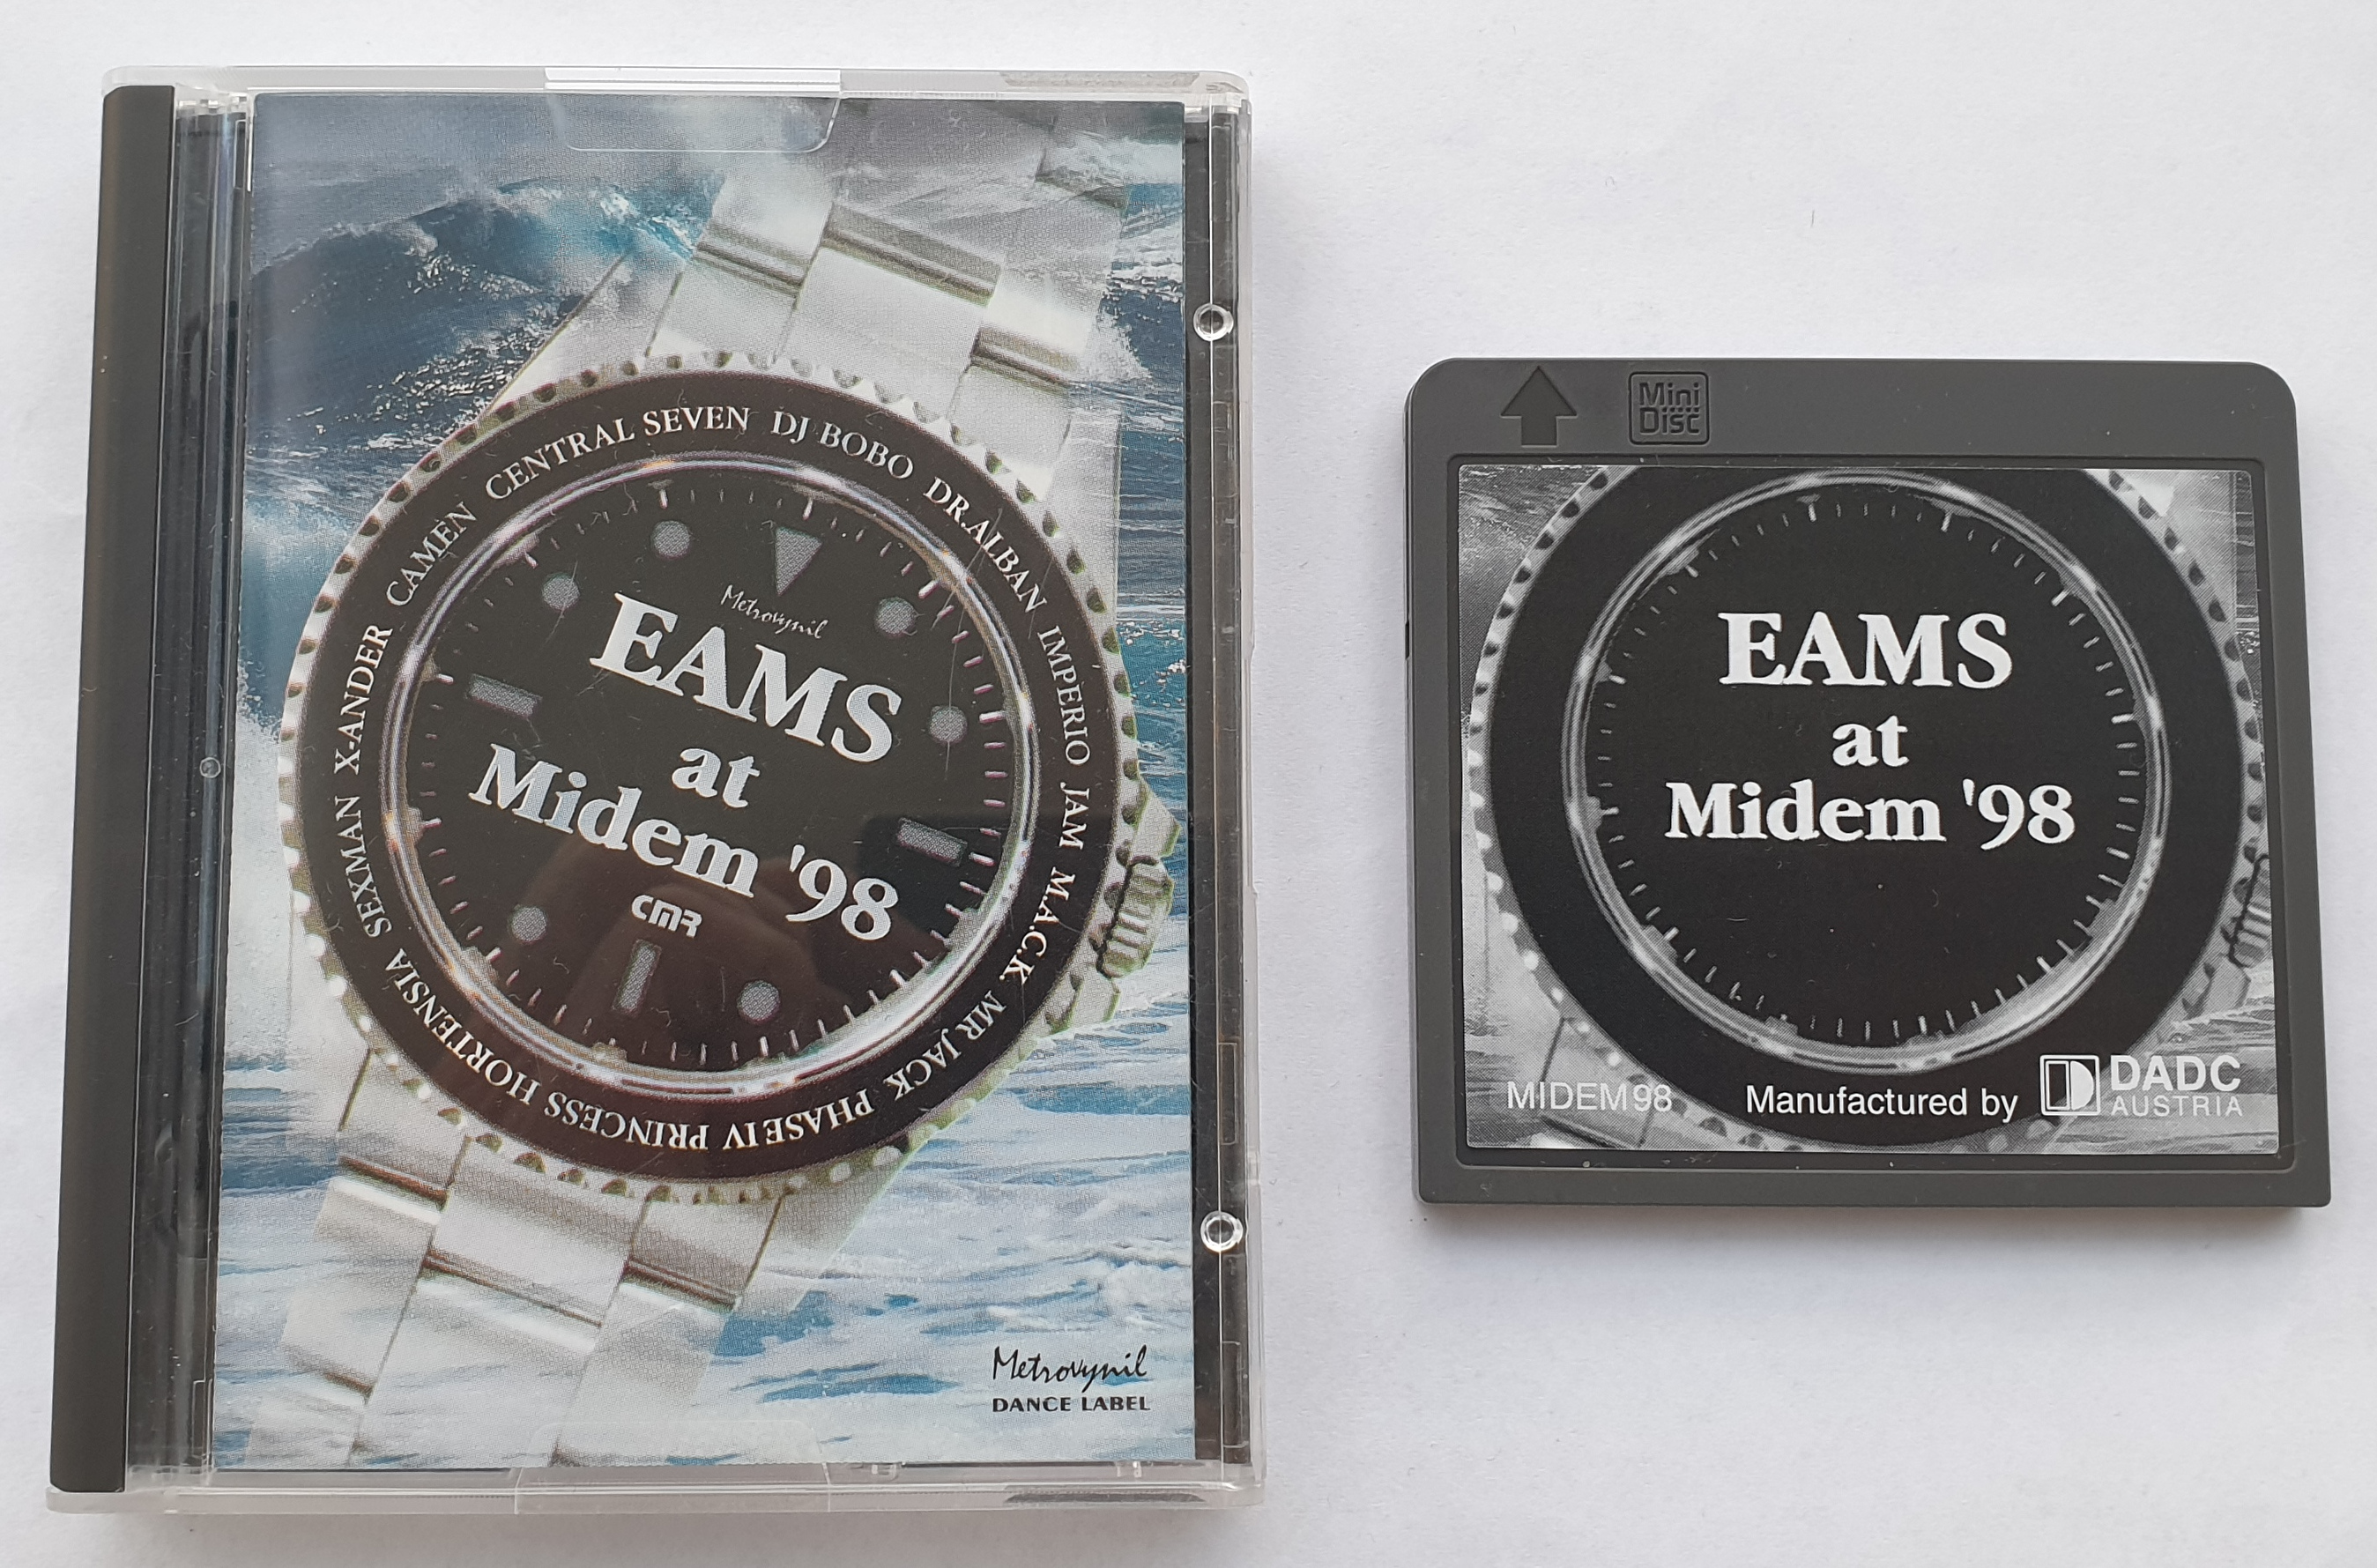 CENTRAL SEVEN DJ BOBO DR.ALBAN IMPERIO JAM M.A.C.K. MR JACK PHASE IV PRINCESS HORTENSIA SEXMAN X-ANDER CAMEN
Metrovynil
EAMS
at
Midem '98
CMR
Metrovynil
DANCE LABEL
Mini
Disc
EAMS
at
Midem '98
MIDEM98 Manufactured by DADC
AUSTRIA